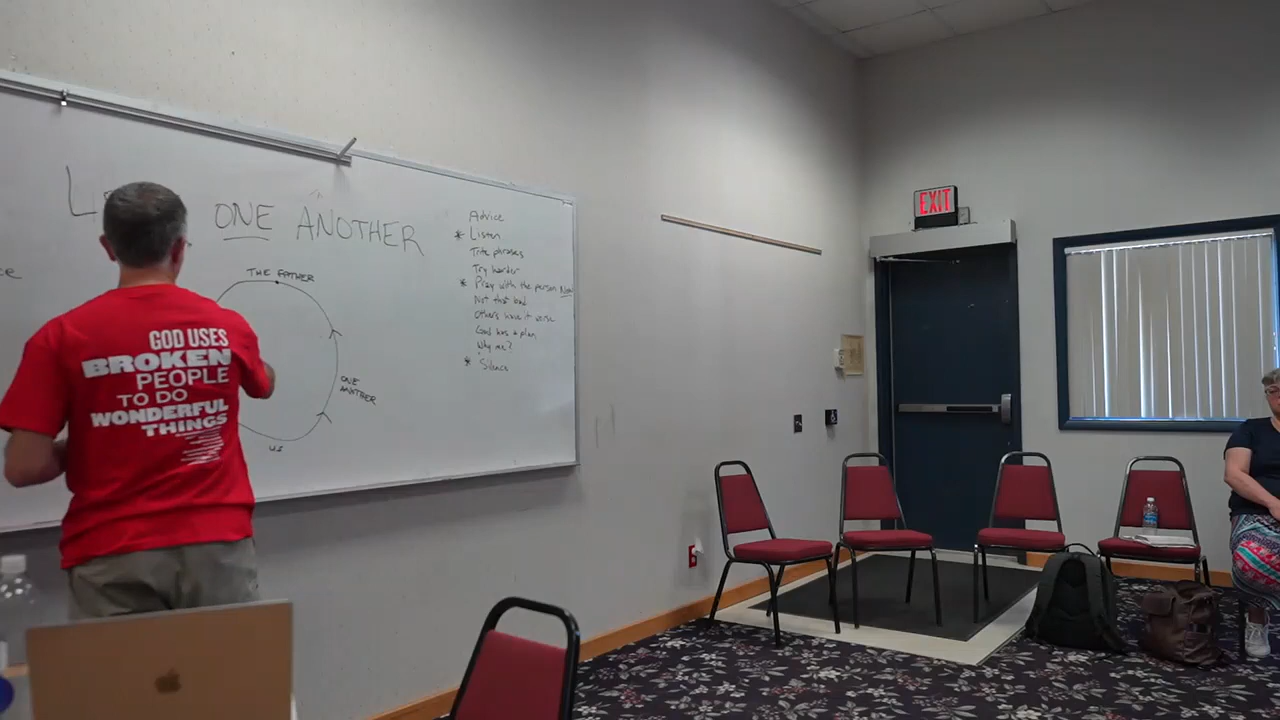 ONE ANOTHER
THE FATHER
ONE
ANOTHER
US
Advice
* Listen
Trite phrases
Try harder
* Pray with the person Now
Not that bad
Others have it worse
God has a plan
Why me?
* Silence
GOD USES
BROKEN
PEOPLE
TO DO
WONDERFUL
THINGS
EXIT